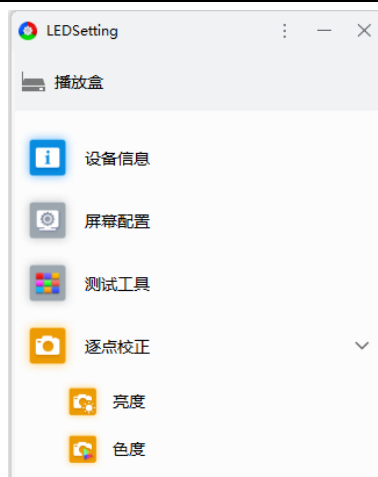 LEDSetting
播放盒
设备信息
屏幕配置
测试工具
逐点校正
亮度
色度